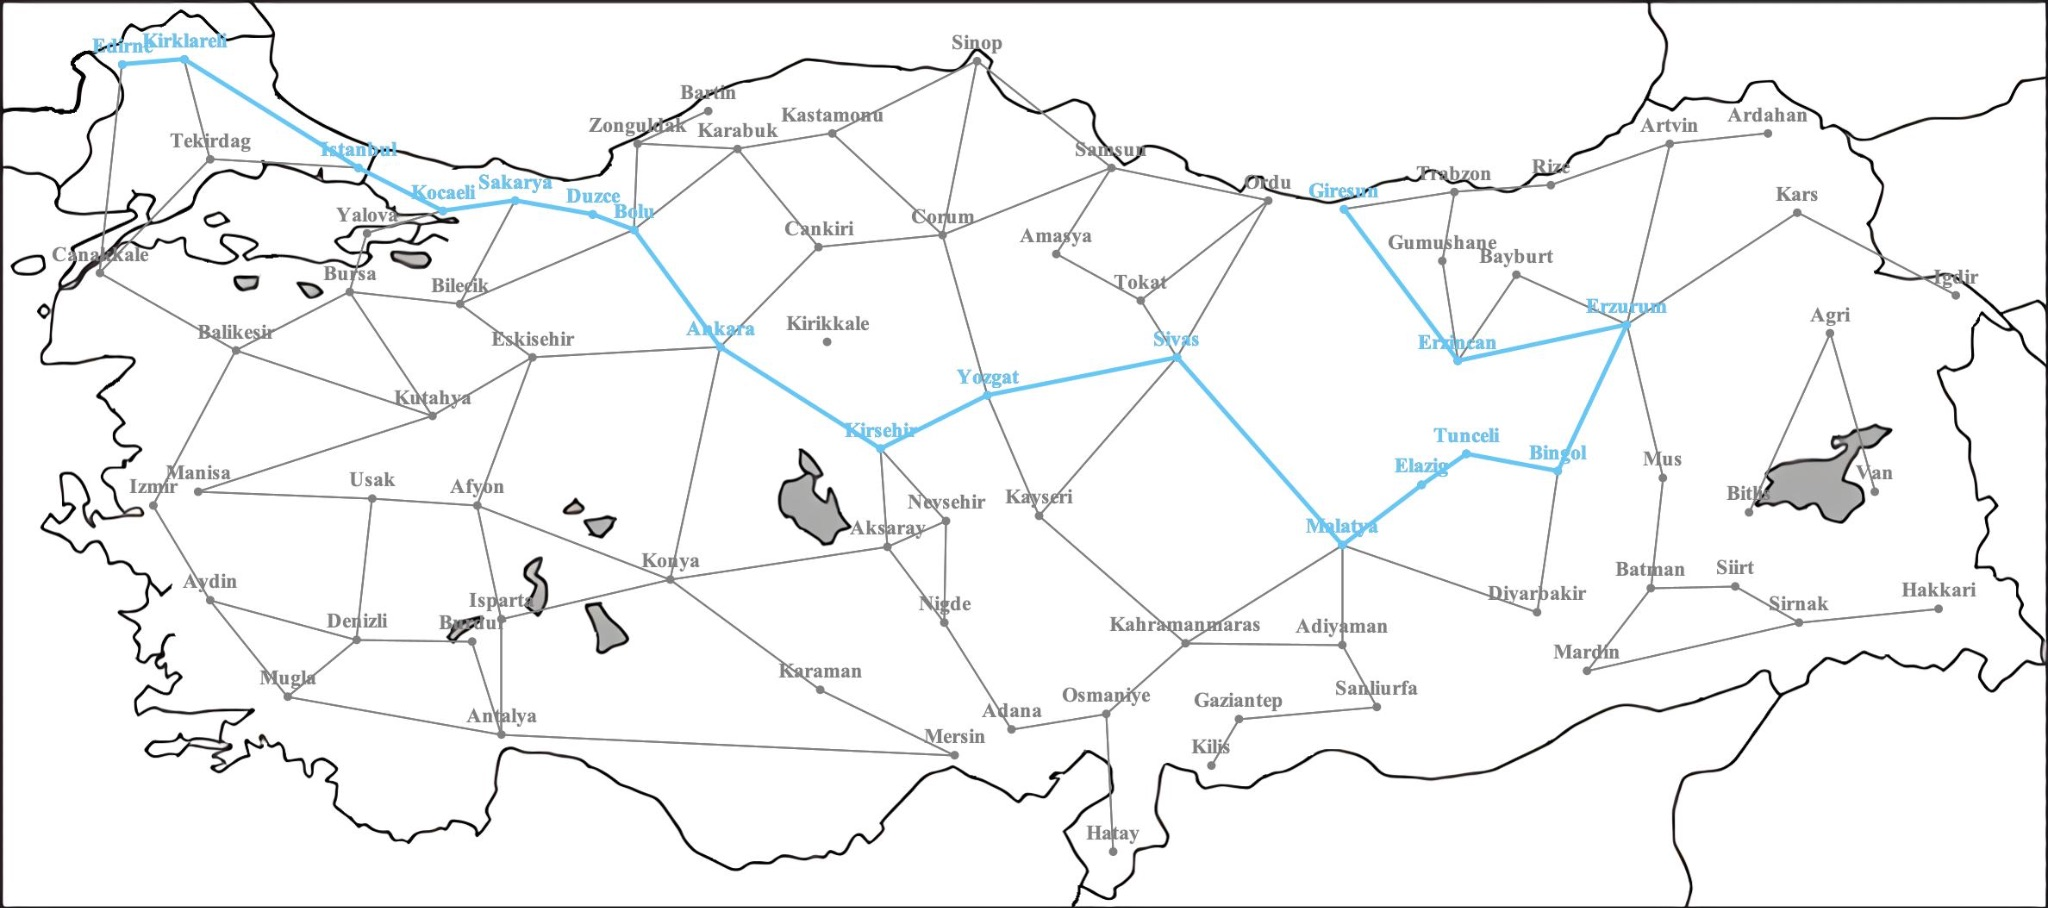 Edirne
Kirklareli
Sinop
Bartin
Zonguldak
Karabuk
Kastamonu
Artvin
Ardahan
Tekirdag
Istanbul
Samsun
Trabzon
Rize
Kocaeli
Sakarya
Duzce
Bolu
Ordu
Giresun
Kars
Yalova
Cankiri
Corum
Amasya
Gumushane
Bayburt
Canakkale
Bursa
Bilecik
Tokat
Igdir
Balikesir
Eskisehir
Ankara
Kirikkale
Sivas
Erzincan
Erzurum
Agri
Kutahya
Kirsehir
Yozgat
Tunceli
Elazig
Bingol
Mus
Izmir
Manisa
Usak
Afyon
Nevsehir
Kayseri
Bitlis
Van
Aksaray
Malatya
Aydin
Konya
Batman
Siirt
Hakkari
Denizli
Isparta
Burdur
Nigde
Kahramanmaras
Adiyaman
Diyarbakir
Sirnak
Mardin
Mugla
Karaman
Antalya
Adana
Osmaniye
Gaziantep
Sanliurfa
Mersin
Kilis
Hatay